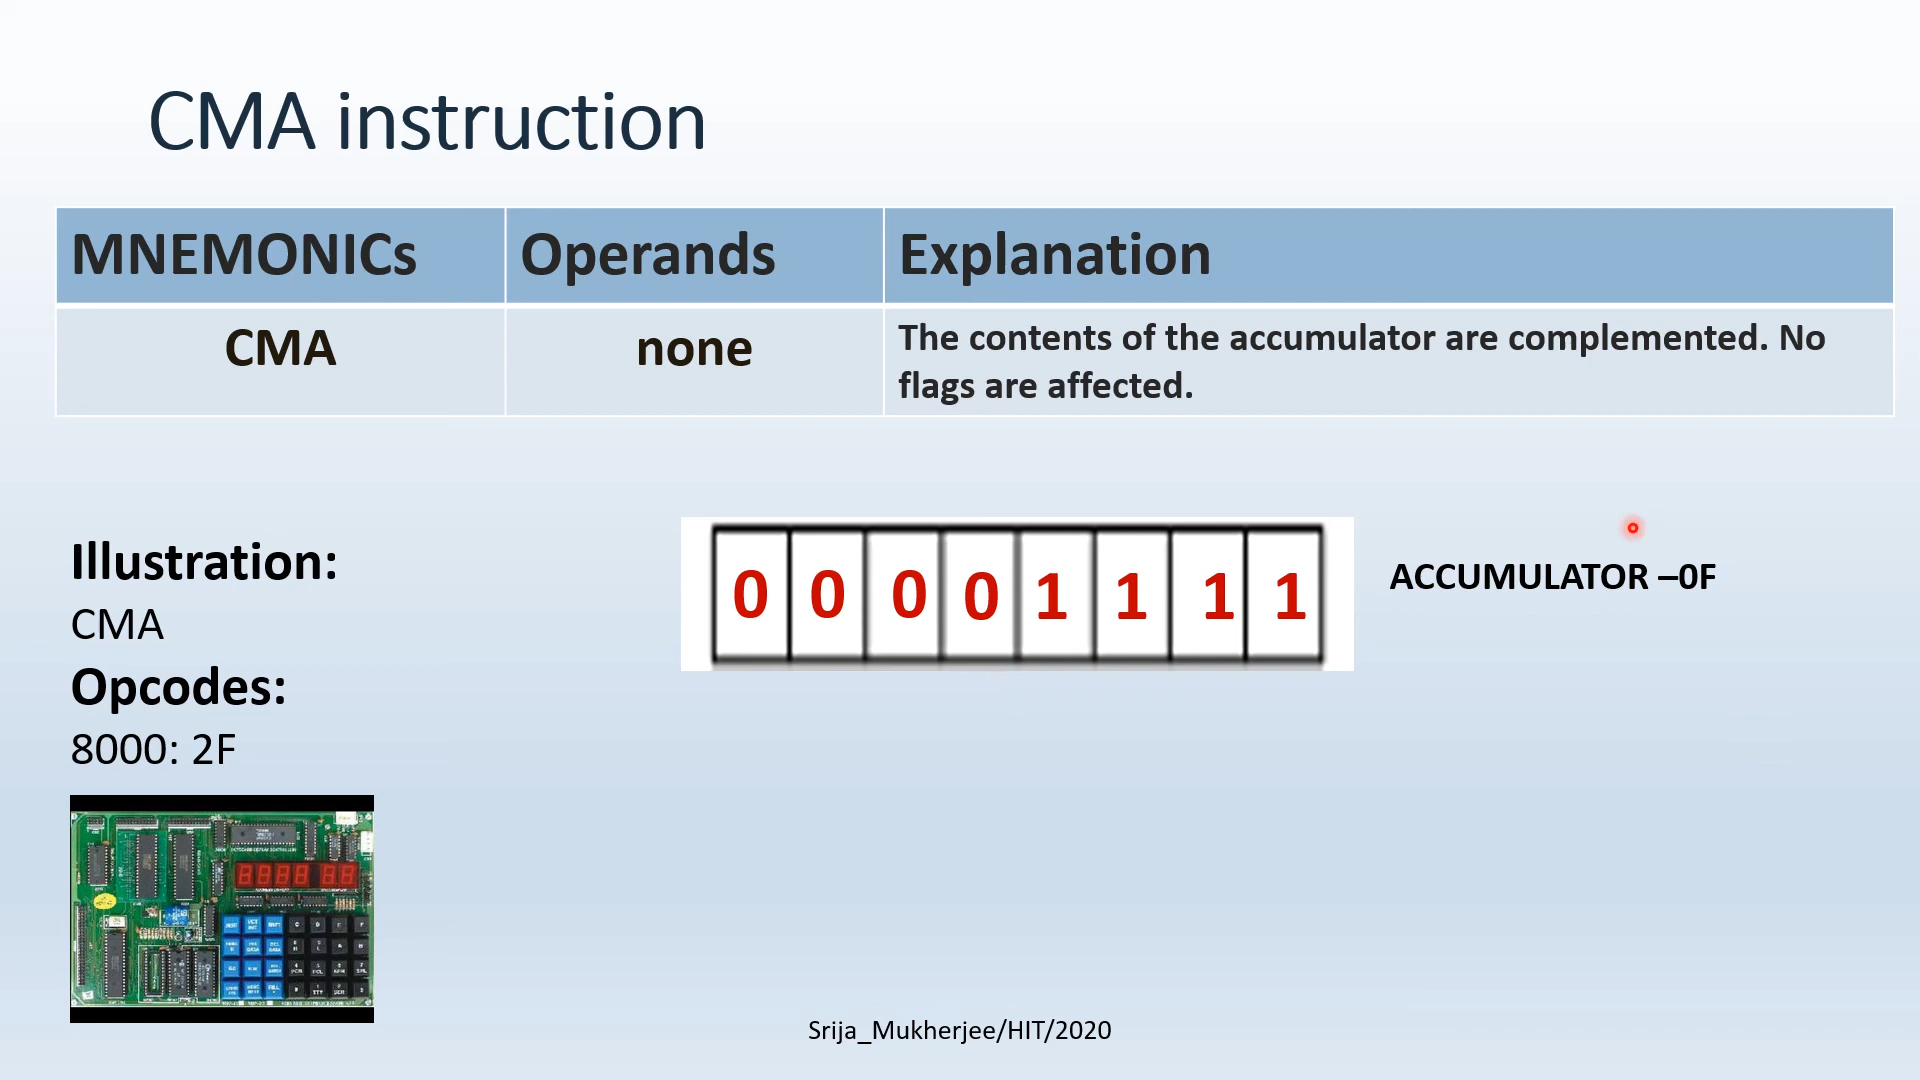 CMA instruction
MNEMONICs Operands Explanation
CMA none The contents of the accumulator are complemented. No
flags are affected.
Illustration:
CMA
Opcodes:
8000: 2F
0 0 0 0 1 1 1 1
ACCUMULATOR –0F
Srija_Mukherjee/HIT/2020